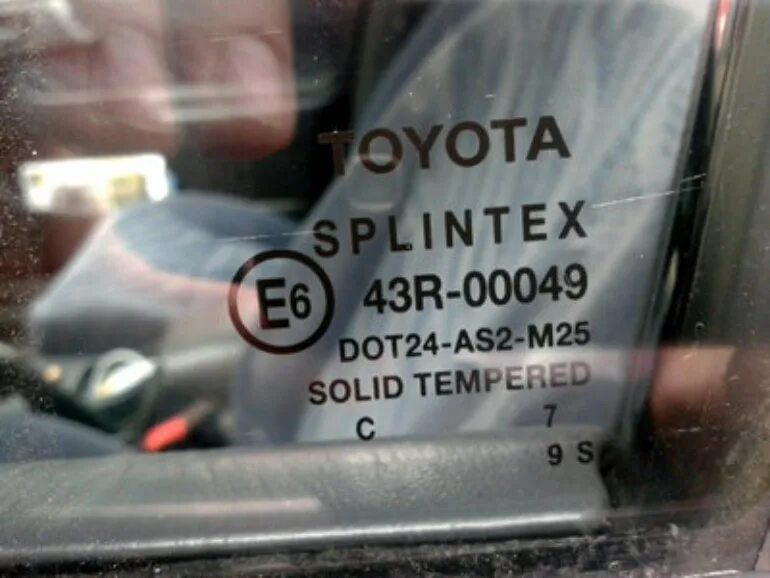 TOYOTA
SPLINTEX
E6 43R-00049
DOT24-AS2-M25
SOLID TEMPERED
C 7
9 S